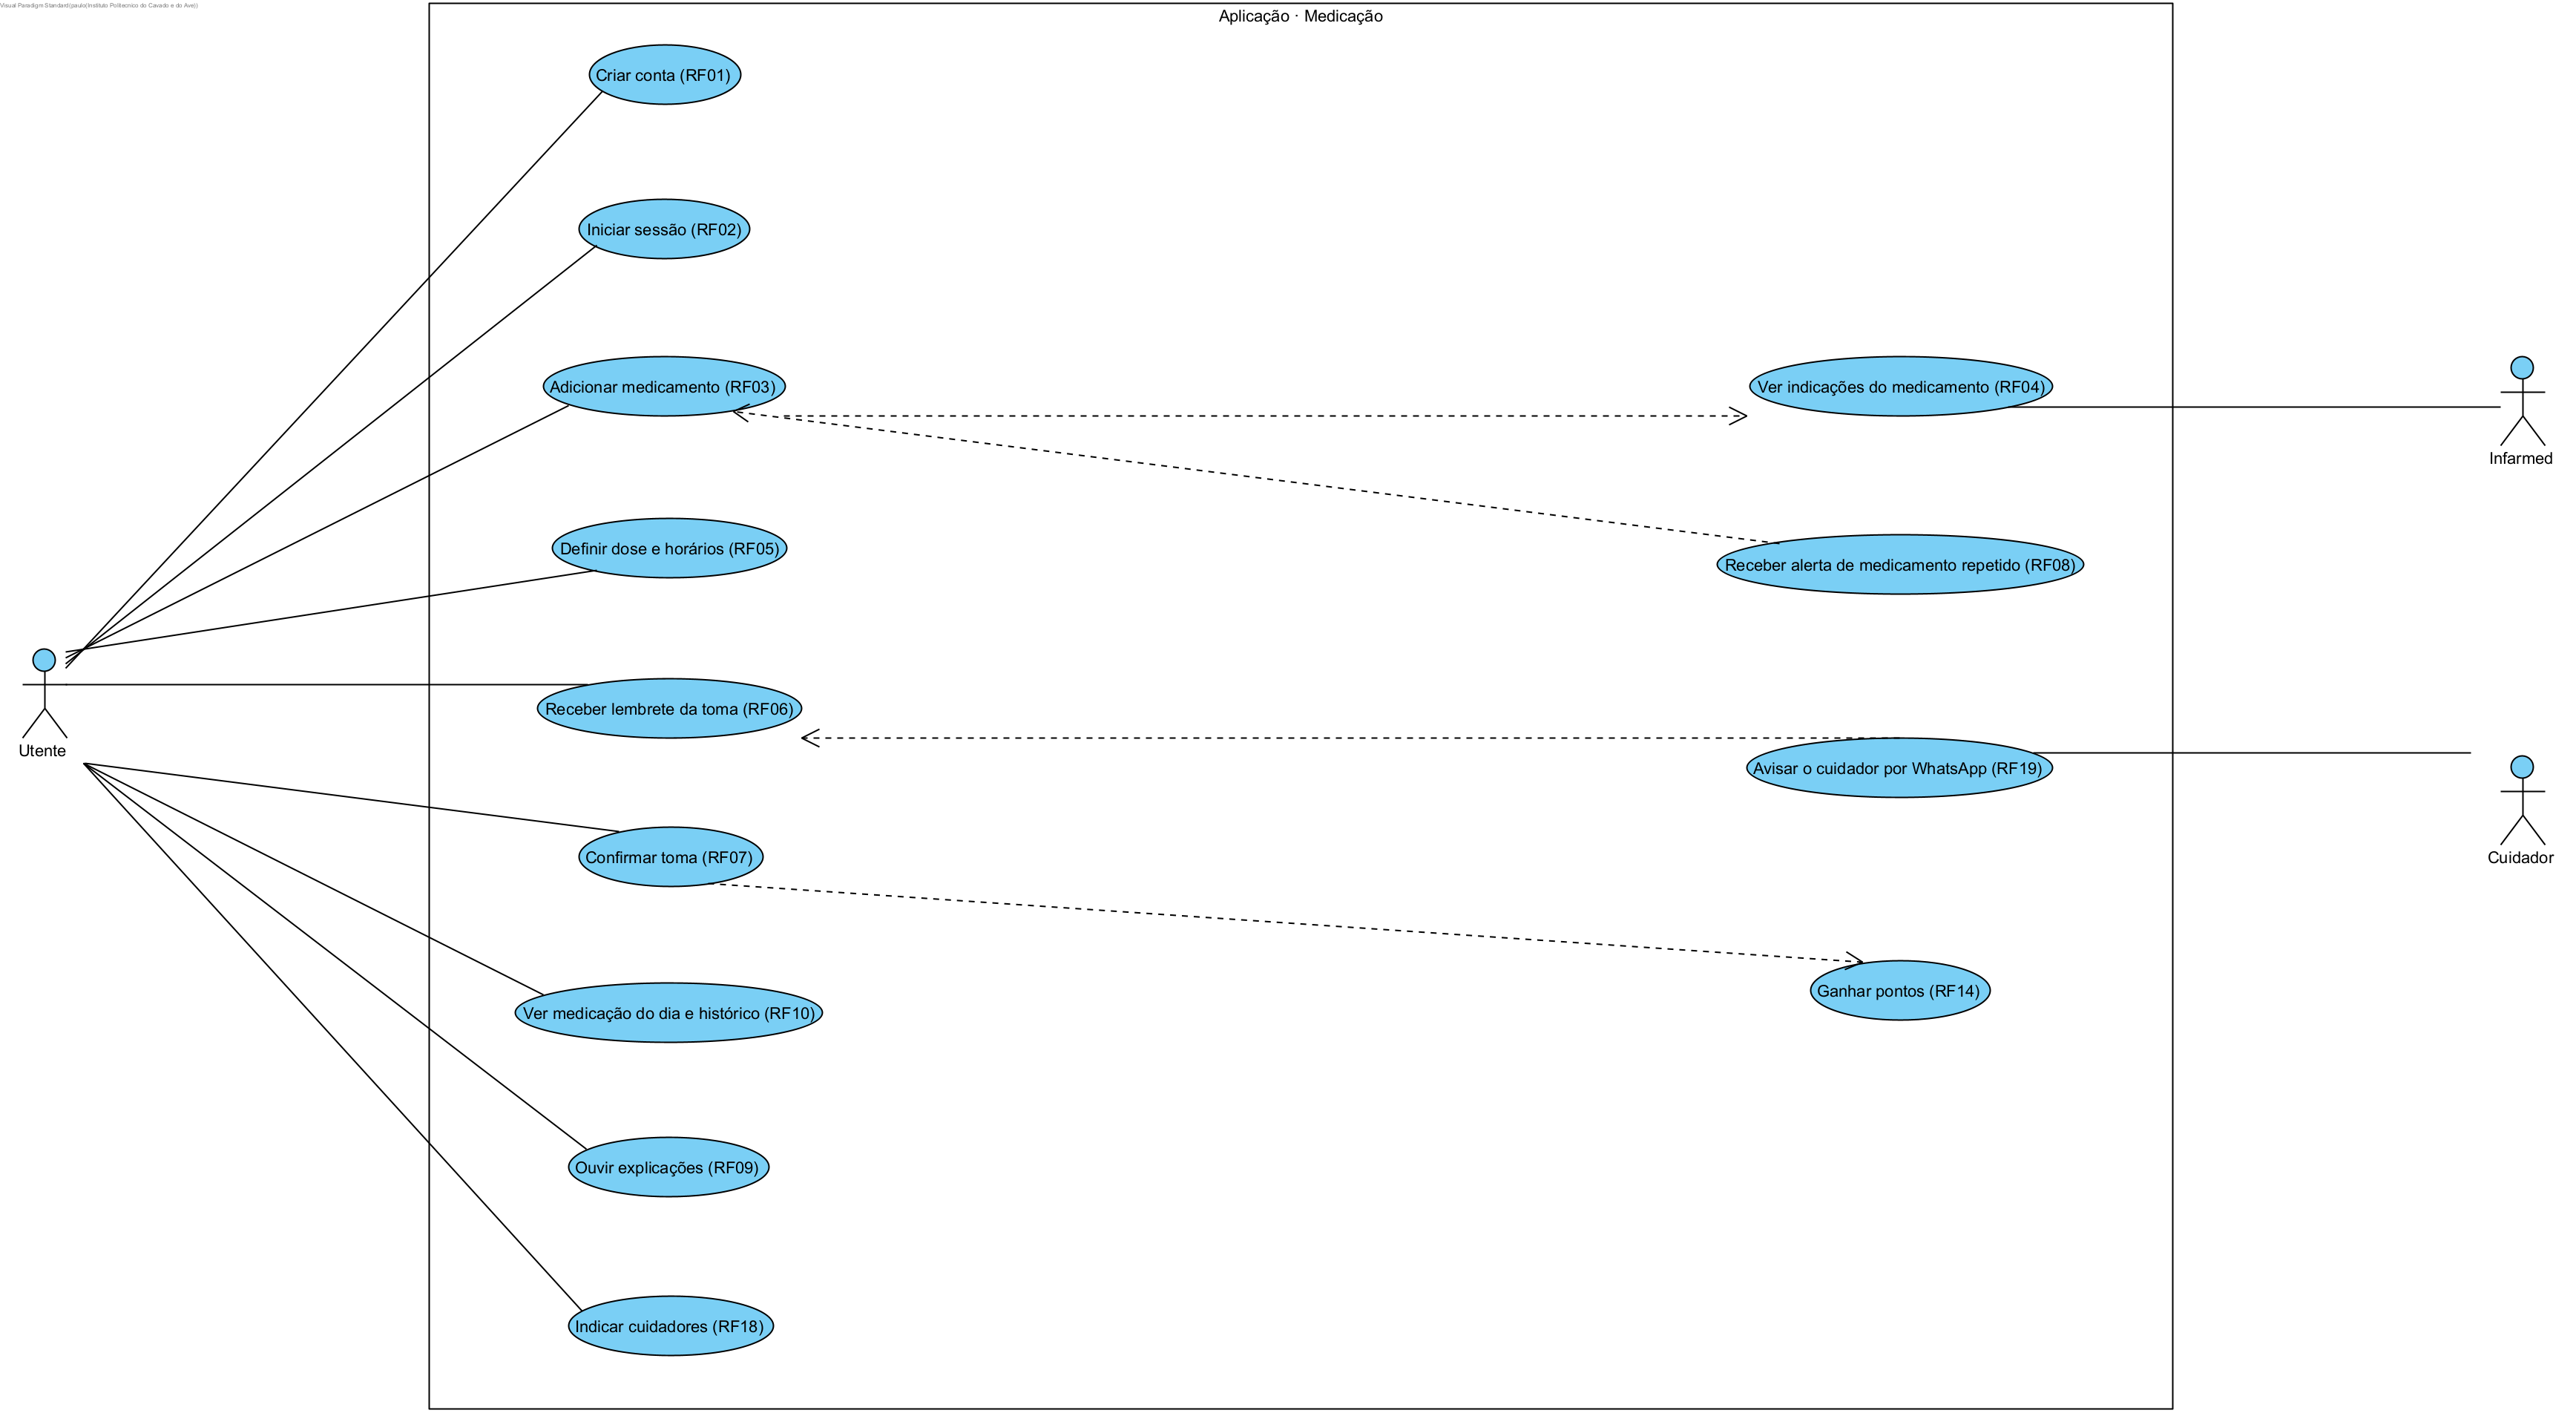 Visual Paradigm Standard(paulo(Instituto Politecnico do Cavado e do Ave))
Aplicação · Medicação
Criar conta (RF01)
Iniciar sessão (RF02)
Adicionar medicamento (RF03)
Ver indicações do medicamento (RF04)
Infarmed
Definir dose e horários (RF05)
Receber alerta de medicamento repetido (RF08)
Utente
Receber lembrete da toma (RF06)
Avisar o cuidador por WhatsApp (RF19)
Cuidador
Confirmar toma (RF07)
Ganhar pontos (RF14)
Ver medicação do dia e histórico (RF10)
Ouvir explicações (RF09)
Indicar cuidadores (RF18)